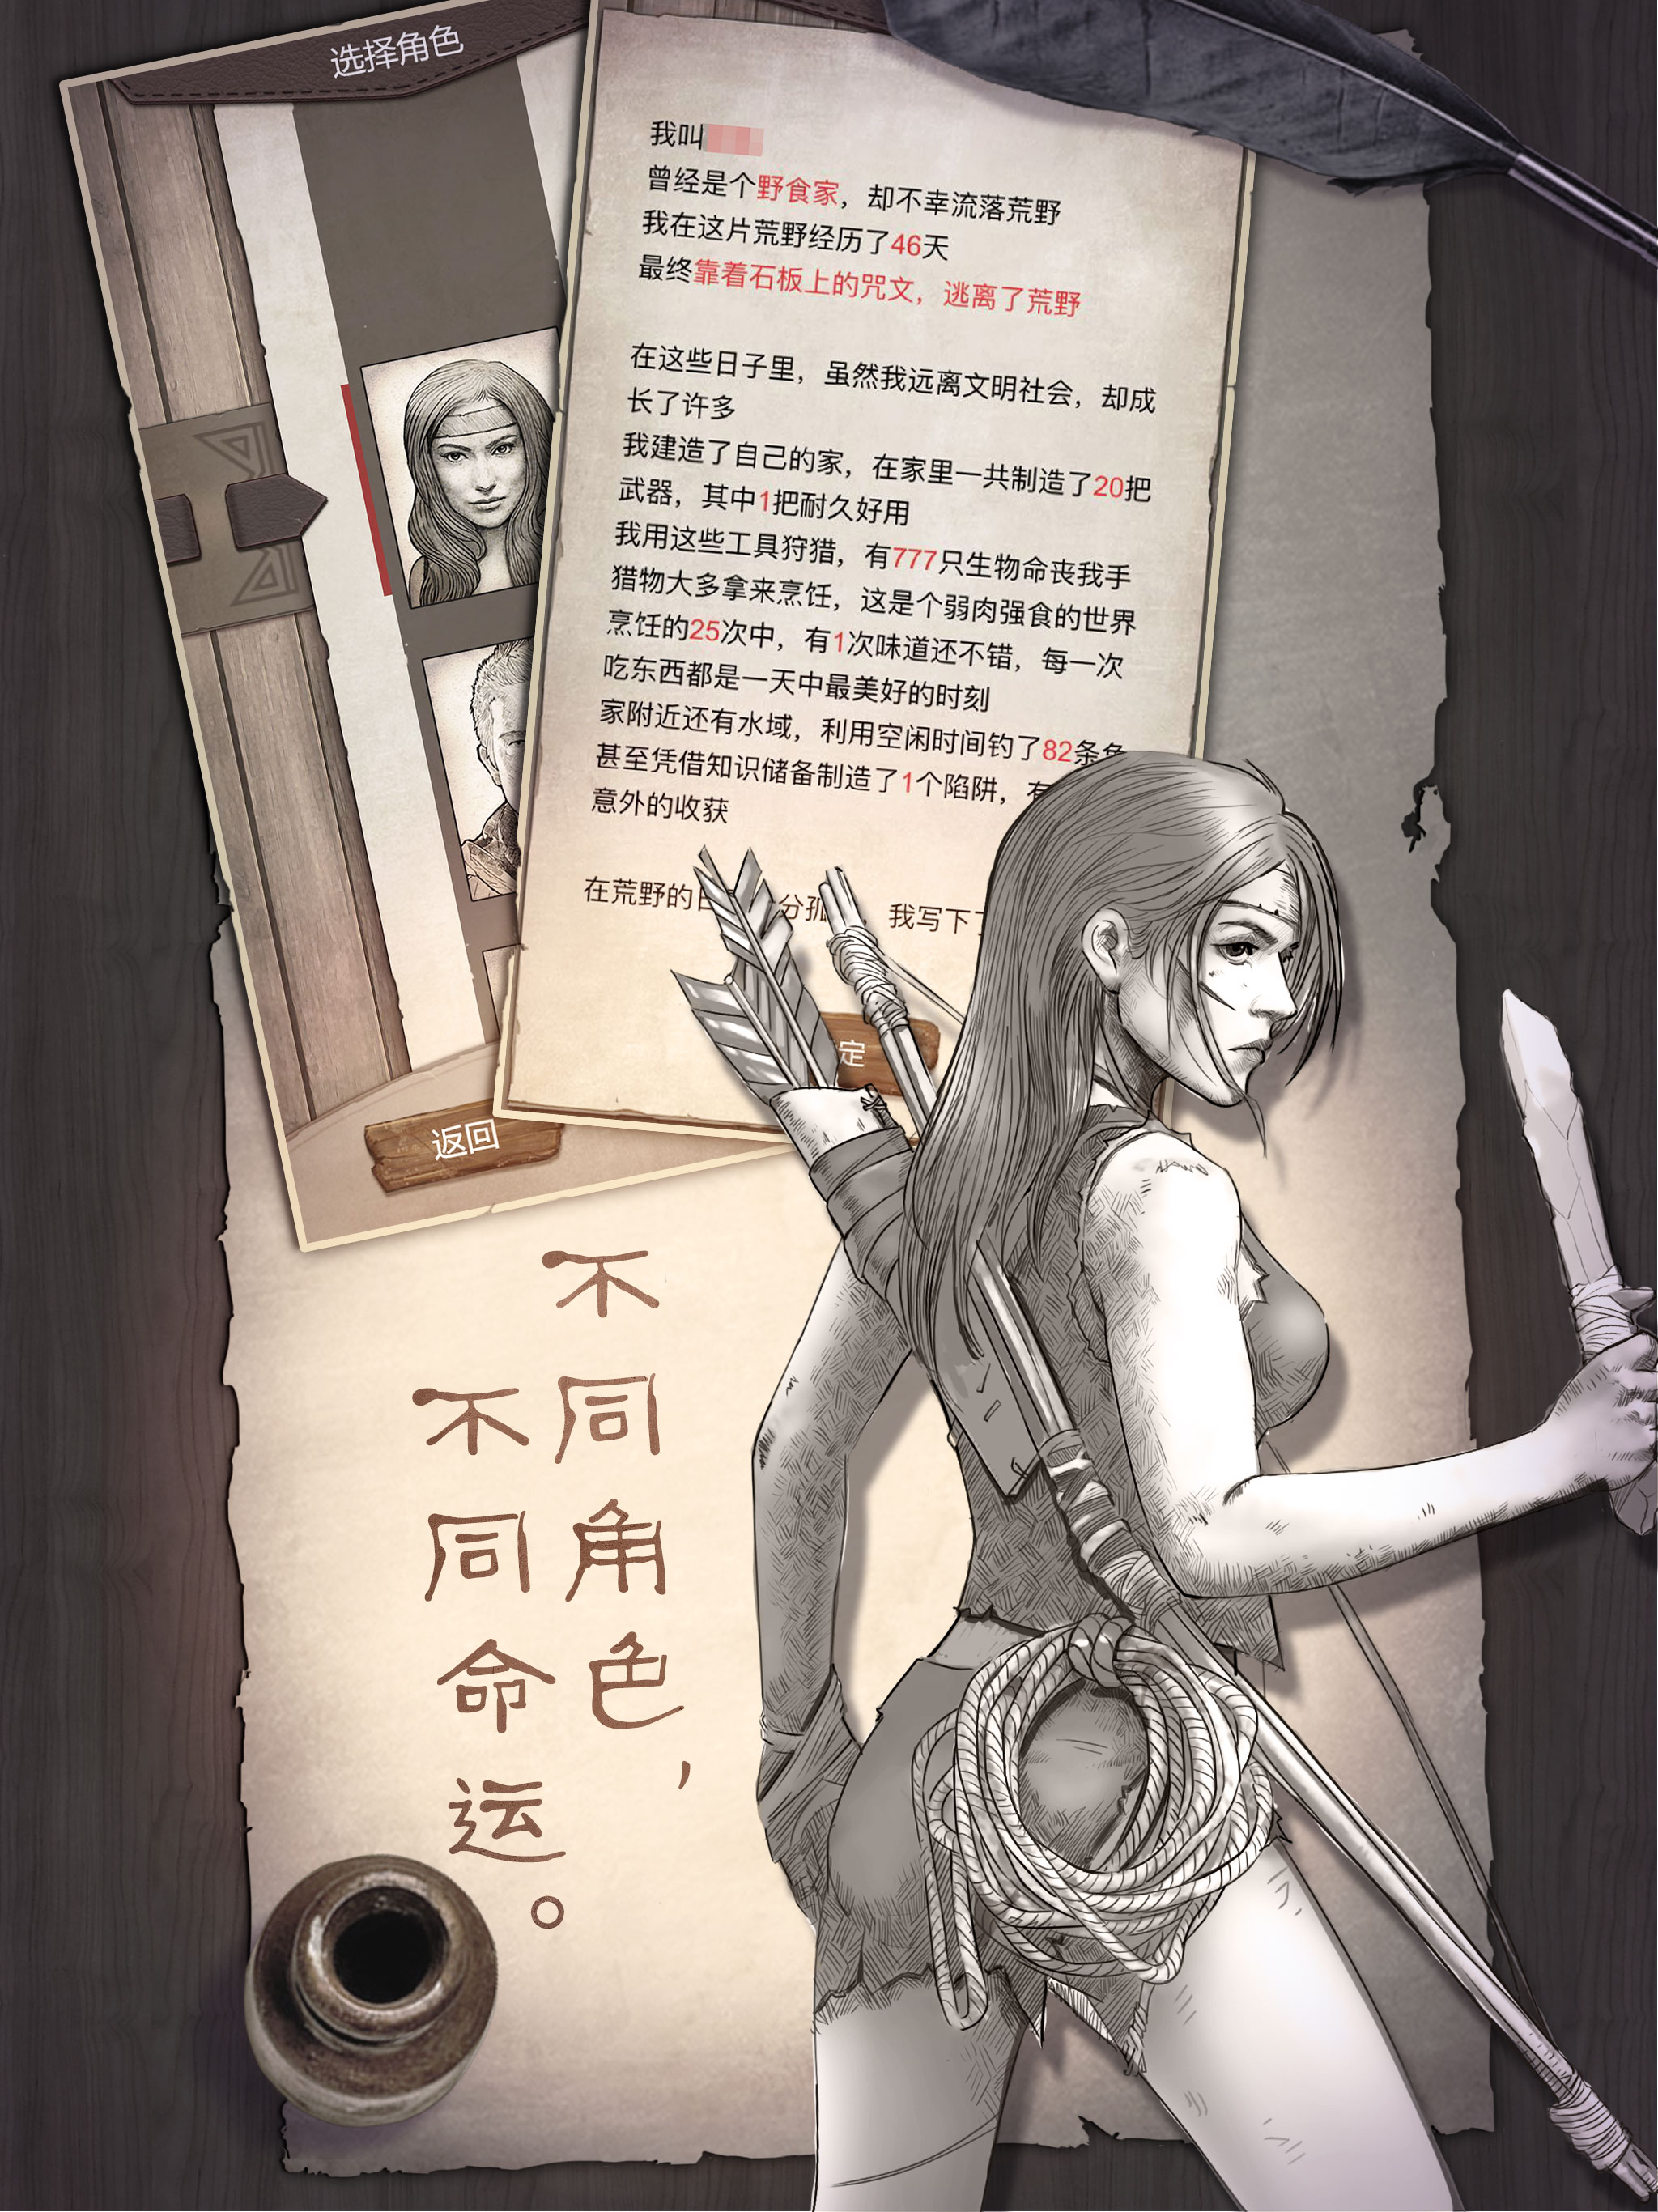 选择角色
我叫
曾经是个野食家，却不幸流落荒野
我在这片荒野经历了46天
最终靠着石板上的咒文，逃离了荒野
在这些日子里，虽然我远离文明社会，却成
长了许多
我建造了自己的家，在家里一共制造了20把
武器，其中1把耐久好用
我用这些工具狩猎，有777只生物命丧我手
猎物大多拿来烹饪，这是个弱肉强食的世界
烹饪的25次中，有1次味道还不错，每一次
吃东西都是一天中最美好的时刻
家附近还有水域，利用空闲时间钓了82条
甚至凭借知识储备制造了1个陷阱，有
意外的收获
在荒野的 分孤 我写下了
定
返回
不同角色，
不同命运。